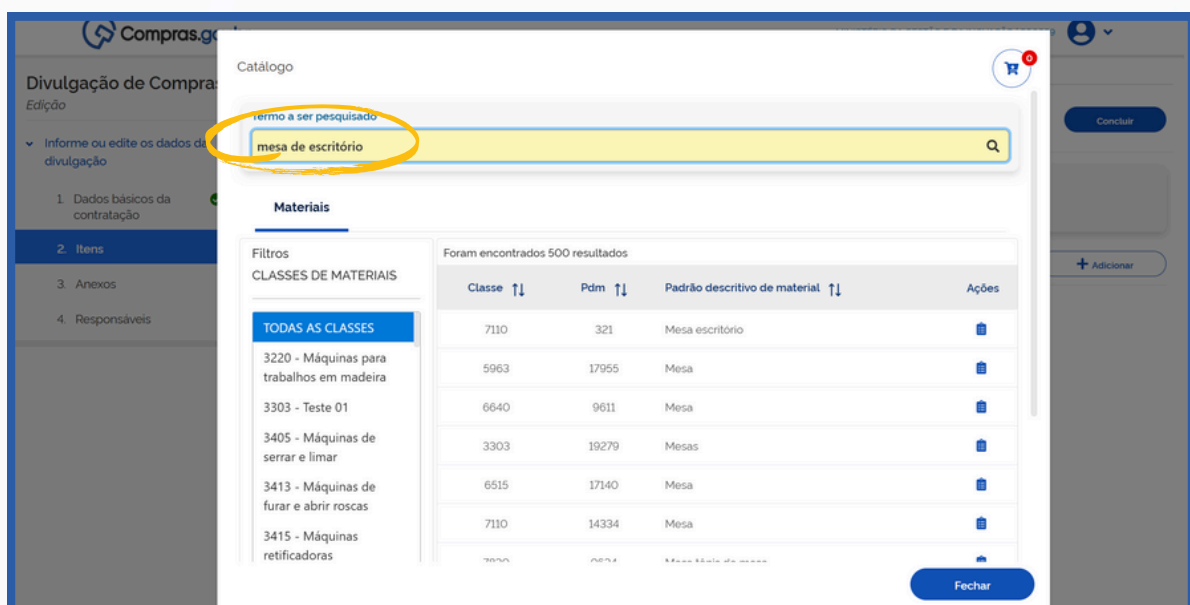 Compras.go
Catálogo
0
Divulgação de Compra
Edição
Termo a ser pesquisado
mesa de escritório
Concluir
Informe ou edite os dados da
divulgação
1. Dados básicos da
contratação
Materiais
2. Itens
Filtros
Foram encontrados 500 resultados
Adicionar
CLASSES DE MATERIAIS
3. Anexos
Classe Pdm Padrão descritivo de material Ações
4. Responsáveis
TODAS AS CLASSES
7110 321 Mesa escritório
3220 - Máquinas para
trabalhos em madeira
5963 17955 Mesa
3303 - Teste 01
6640 9611 Mesa
3405 - Máquinas de
serrar e limar
3303 19279 Mesas
3413 - Máquinas de
furar e abrir roscas
6515 17140 Mesa
3415 - Máquinas
retificadoras
7110 14334 Mesa
Fechar